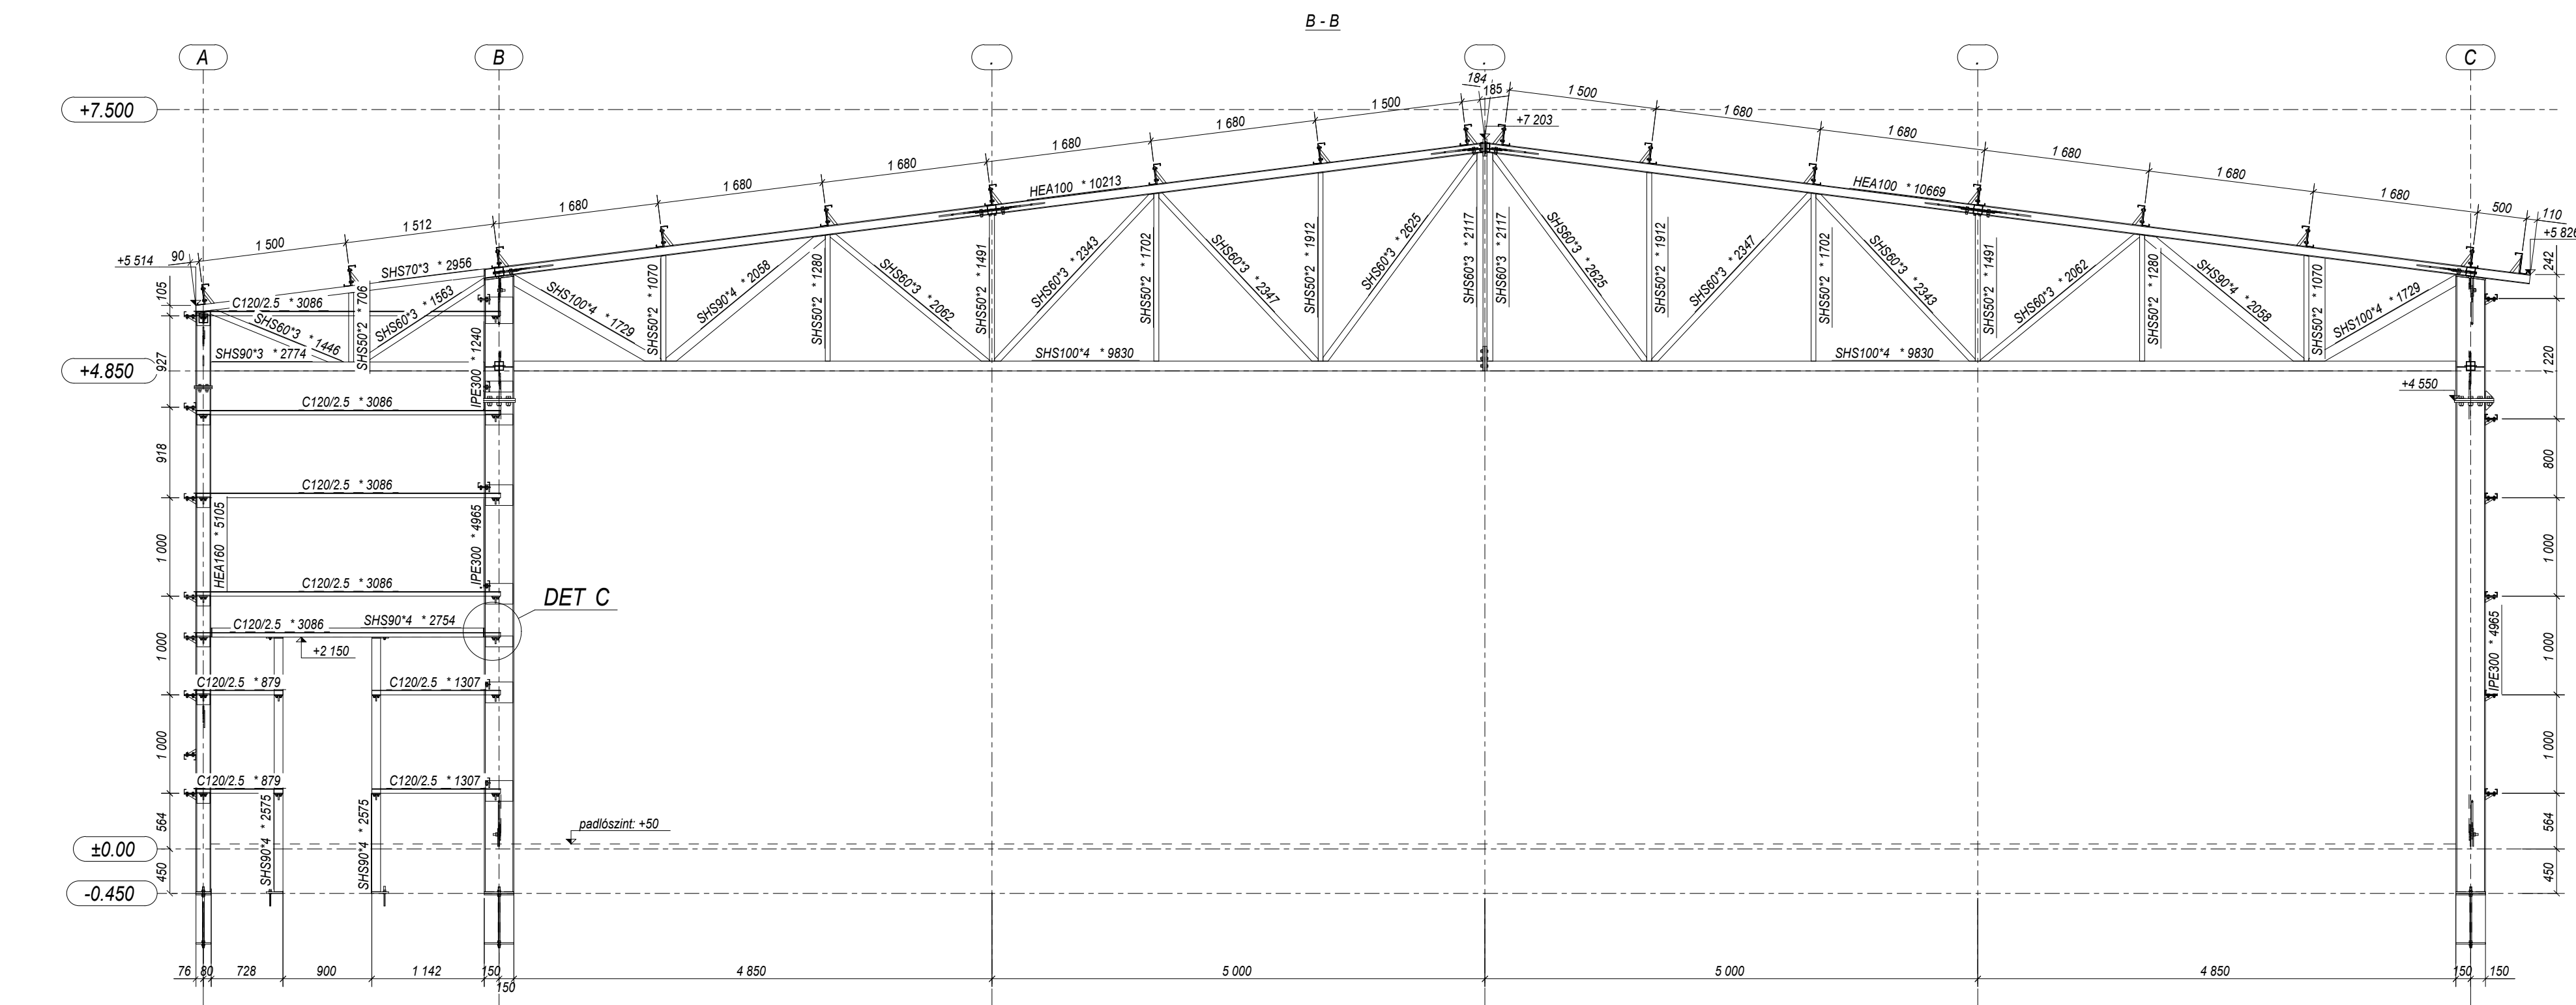 B - B
A
B
.
.
.
C
+7.500
184
185
1 500
1 500
+7 203
1 680
1 680
1 680
1 680
1 680
1 680
1 680
1 680
1 680
1 680
1 512
1 500
90
500
110
+5 514
HEA100 * 10213
HEA100 * 10669
SHS70*3 * 2956
C120/2.5 * 3086
SHS60*3 * 1446
SHS50*2 * 706
SHS60*3 * 1563
SHS90*3 * 2774
IPE300 * 1240
SHS100*4 * 1729
SHS50*2 * 1070
SHS90*4 * 2058
SHS50*2 * 1280
SHS60*3 * 2062
SHS50*2 * 1491
SHS60*3 * 2343
SHS50*2 * 1702
SHS60*3 * 2347
SHS50*2 * 1912
SHS60*3 * 2625
SHS60*3 * 2117
SHS60*3 * 2117
SHS60*3 * 2625
SHS50*2 * 1912
SHS60*3 * 2347
SHS50*2 * 1702
SHS60*3 * 2343
SHS50*2 * 1491
SHS60*3 * 2062
SHS50*2 * 1280
SHS90*4 * 2058
SHS50*2 * 1070
SHS100*4 * 1729
SHS100*4 * 9830
SHS100*4 * 9830
+4.850
+4 550
C120/2.5 * 3086
C120/2.5 * 3086
HEA160 * 5105
IPE300 * 4965
C120/2.5 * 3086
DET C
C120/2.5 * 3086
SHS90*4 * 2754
+2 150
C120/2.5 * 879
C120/2.5 * 1307
C120/2.5 * 879
C120/2.5 * 1307
SHS90*4 * 2575
SHS90*4 * 2575
IPE300 * 4965
padlószint: +50
±0.00
-0.450
105
927
918
1 000
1 000
1 000
564
450
242
1 220
800
1 000
1 000
1 000
564
450
76
80
728
900
1 142
150
150
4 850
5 000
5 000
4 850
150
150